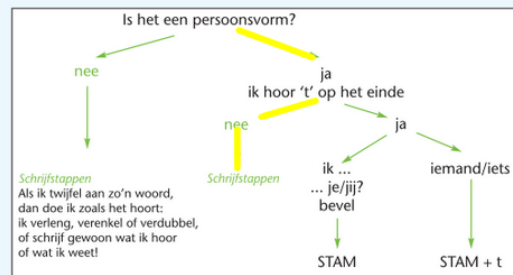 Is het een persoonsvorm?
nee
ja
ik hoor ‘t’ op het einde
nee
ja
Schrijfstappen
Als ik twijfel aan zo’n woord,
dan doe ik zoals het hoort:
ik verleng, verenkel of verdubbel,
of schrijf gewoon wat ik hoor
of wat ik weet!
Schrijfstappen
ik ...
... je/jij?
bevel
iemand/iets
STAM
STAM + t